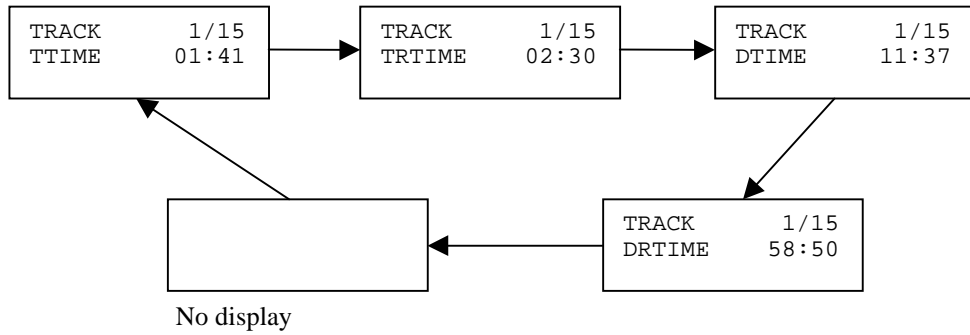 TRACK 1/15
TTIME 01:41
TRACK 1/15
TRTIME 02:30
TRACK 1/15
DTIME 11:37
TRACK 1/15
DRTIME 58:50
No display